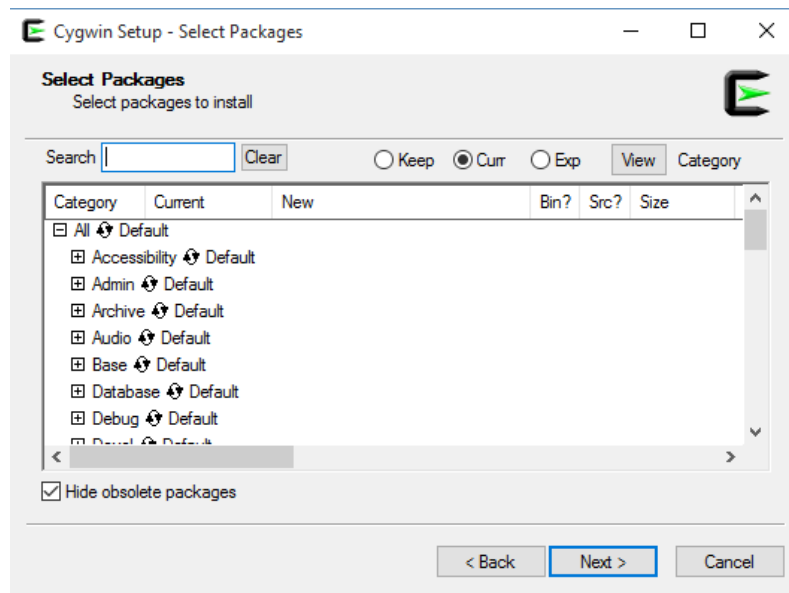 Cygwin Setup - Select Packages
Select Packages
Select packages to install
Search Clear Keep Curr Exp View Category
Category Current New Bin? Src? Size
All Default
Accessibility Default
Admin Default
Archive Default
Audio Default
Base Default
Database Default
Debug Default
Devel Default
Hide obsolete packages
< Back Next > Cancel